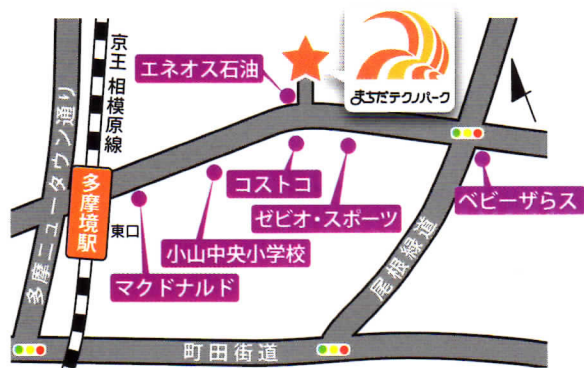 京王 相模原線
エネオス石油
まちだテクノパーク
多摩ニュータウン通り
多摩境駅
東口
コストコ
ゼビオ・スポーツ
ベビーザらス
小山中央小学校
マクドナルド
尾根緑道
町田街道